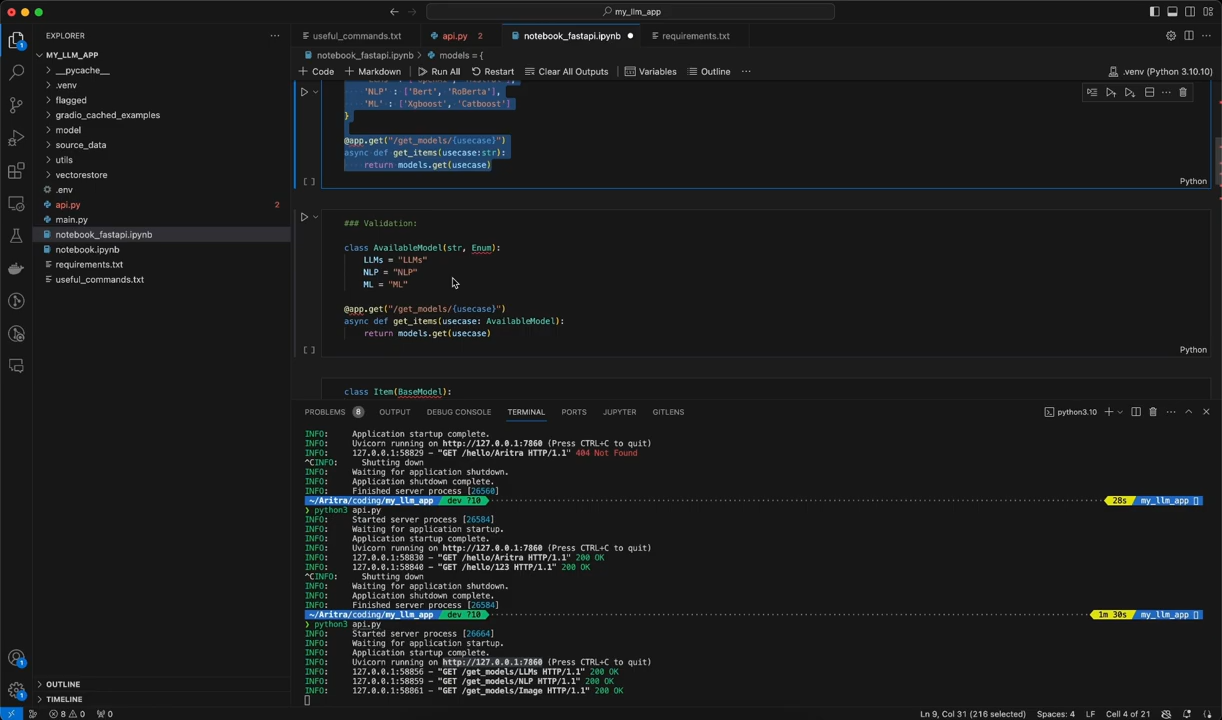 my_llm_app
EXPLORER
useful_commands.txt
api.py 2
notebook_fastapi.ipynb
requirements.txt
MY_LLM_APP
notebook_fastapi.ipynb > models = {
Code
Markdown
Run All
Restart
Clear All Outputs
Variables
Outline
.venv (Python 3.10.10)
__pycache__
.venv
flagged
gradio_cached_examples
model
source_data
utils
vectorstore
.env
api.py 2
main.py
notebook_fastapi.ipynb
notebook.ipynb
requirements.txt
useful_commands.txt
'NLP' : ['Bert', 'RoBerta'],
'ML' : ['Xgboost', 'Catboost']
}
@app.get("/get_models/{usecase}")
async def get_items(usecase:str):
return models.get(usecase)
[ ]
Python
### Validation:
class AvailableModel(str, Enum):
LLMs = "LLMs"
NLP = "NLP"
ML = "ML"
@app.get("/get_models/{usecase}")
async def get_items(usecase: AvailableModel):
return models.get(usecase)
[ ]
Python
class Item(BaseModel):
PROBLEMS 8
OUTPUT
DEBUG CONSOLE
TERMINAL
PORTS
JUPYTER
GITLENS
python3.10
INFO: Application startup complete.
INFO: Uvicorn running on http://127.0.0.1:7860 (Press CTRL+C to quit)
INFO: 127.0.0.1:58829 - "GET /hello/Aritra HTTP/1.1" 404 Not Found
^CINFO: Shutting down
INFO: Waiting for application shutdown.
INFO: Application shutdown complete.
INFO: Finished server process [26560]
~/Aritra/coding/my_llm_app dev ?10 28s my_llm_app
❯ python3 api.py
INFO: Started server process [26584]
INFO: Waiting for application startup.
INFO: Application startup complete.
INFO: Uvicorn running on http://127.0.0.1:7860 (Press CTRL+C to quit)
INFO: 127.0.0.1:58830 - "GET /hello/Aritra HTTP/1.1" 200 OK
INFO: 127.0.0.1:58840 - "GET /hello/123 HTTP/1.1" 200 OK
^CINFO: Shutting down
INFO: Waiting for application shutdown.
INFO: Application shutdown complete.
INFO: Finished server process [26584]
~/Aritra/coding/my_llm_app dev ?10 1m 30s my_llm_app
❯ python3 api.py
INFO: Started server process [26664]
INFO: Waiting for application startup.
INFO: Application startup complete.
INFO: Uvicorn running on http://127.0.0.1:7860 (Press CTRL+C to quit)
INFO: 127.0.0.1:58856 - "GET /get_models/LLMs HTTP/1.1" 200 OK
INFO: 127.0.0.1:58859 - "GET /get_models/NLP HTTP/1.1" 200 OK
INFO: 127.0.0.1:58861 - "GET /get_models/Image HTTP/1.1" 200 OK
OUTLINE
TIMELINE
8 0 0
Ln 9, Col 31 (216 selected)
Spaces: 4
LF
Cell 4 of 21